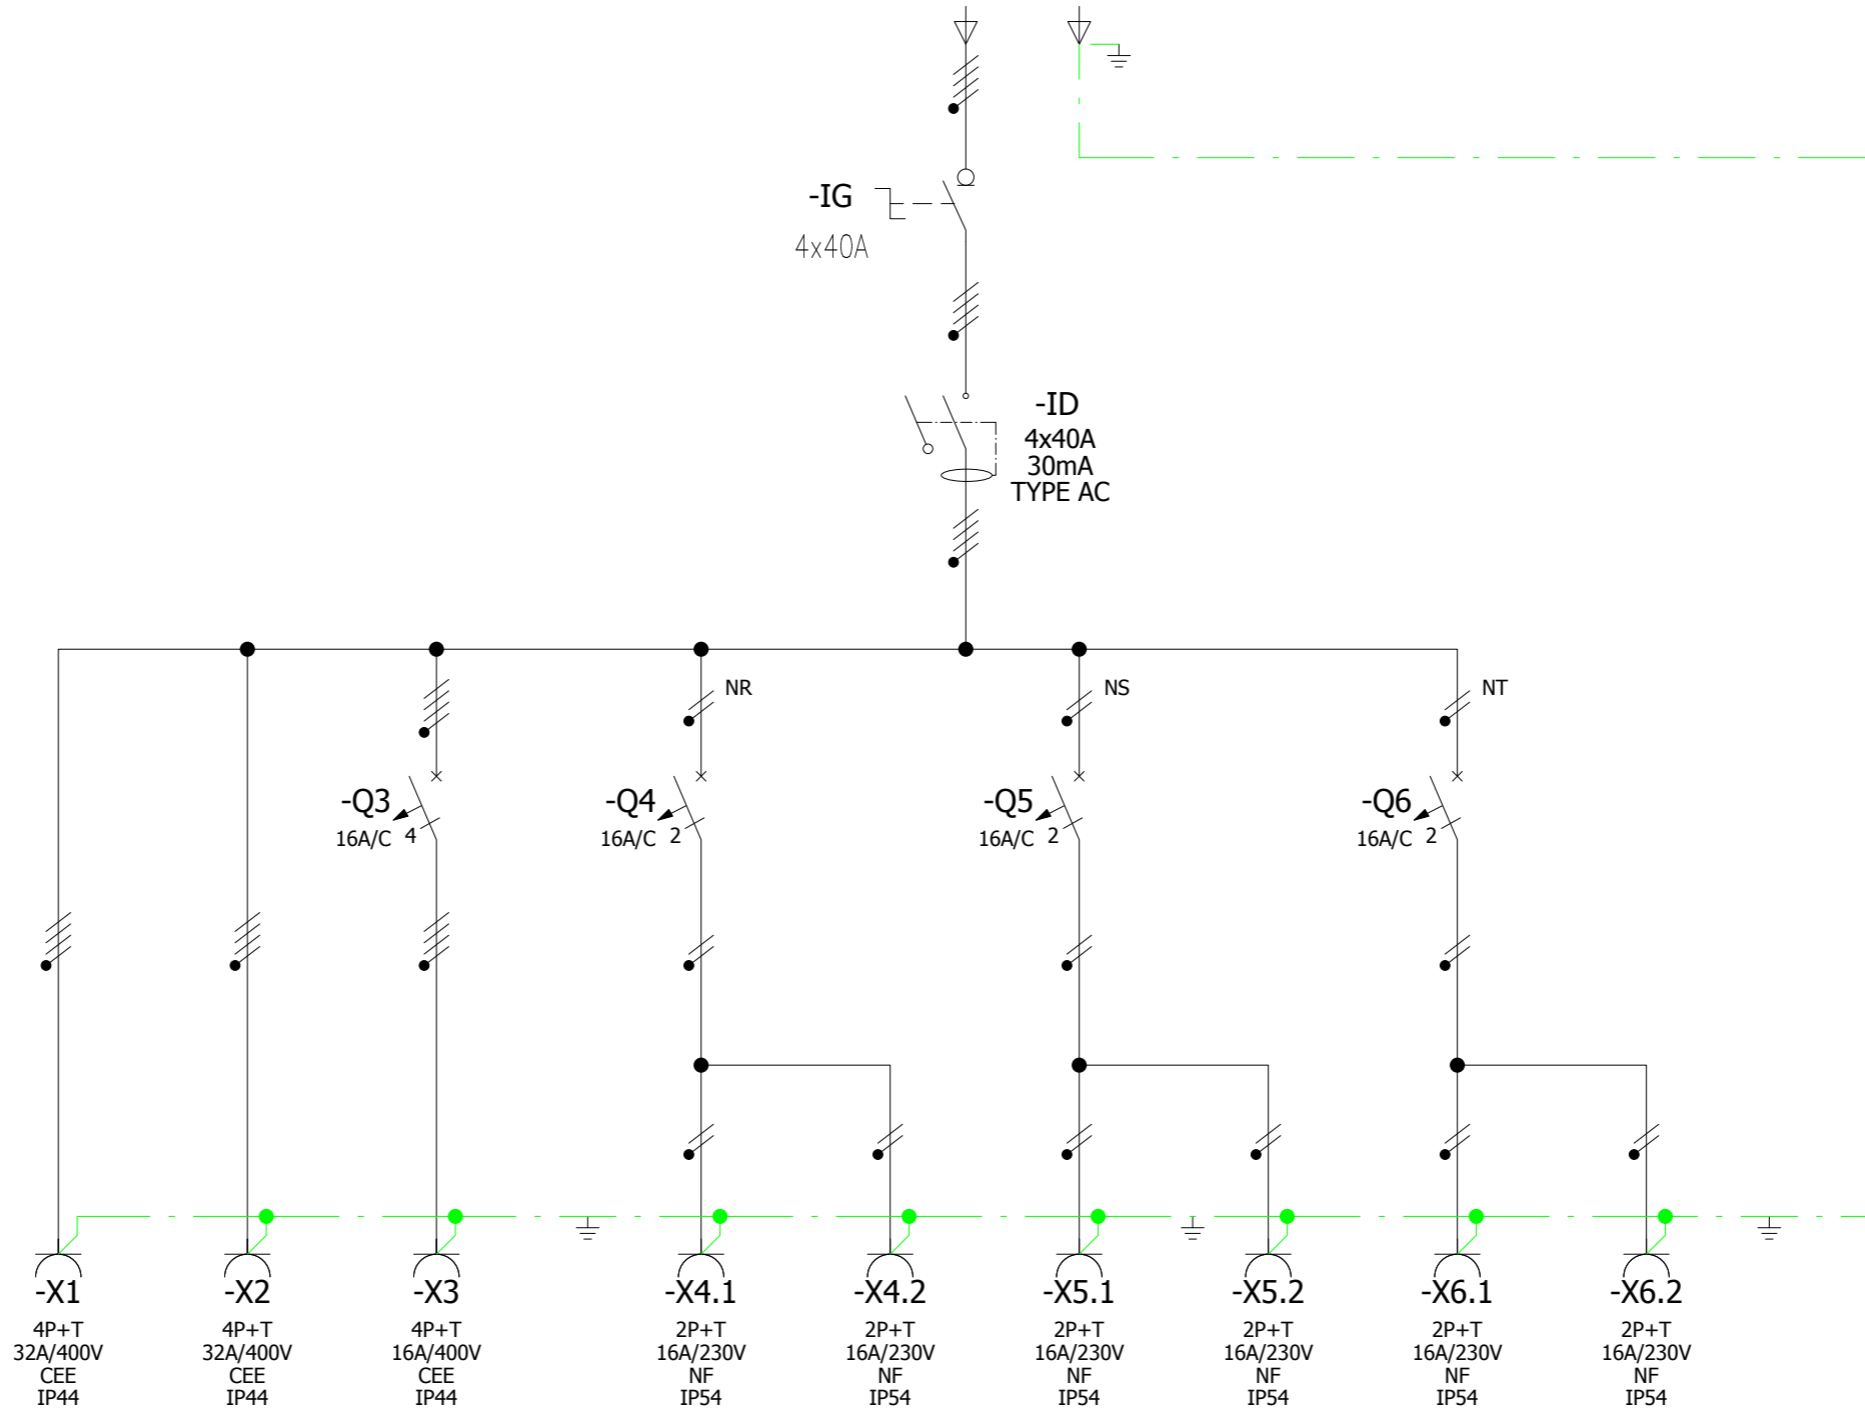 -IG
4x40A
-ID
4x40A
30mA
TYPE AC
NR
NS
NT
-Q3
16A/C 4
-Q4
16A/C 2
-Q5
16A/C 2
-Q6
16A/C 2
-X1
4P+T
32A/400V
CEE
IP44
-X2
4P+T
32A/400V
CEE
IP44
-X3
4P+T
16A/400V
CEE
IP44
-X4.1
2P+T
16A/230V
NF
IP54
-X4.2
2P+T
16A/230V
NF
IP54
-X5.1
2P+T
16A/230V
NF
IP54
-X5.2
2P+T
16A/230V
NF
IP54
-X6.1
2P+T
16A/230V
NF
IP54
-X6.2
2P+T
16A/230V
NF
IP54